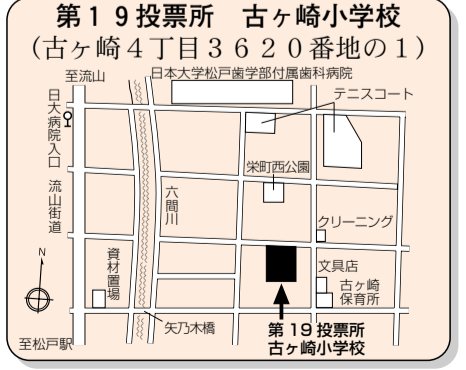 第19投票所 古ヶ崎小学校
(古ヶ崎4丁目3620番地の1)
至流山
日本大学松戸歯学部付属歯科病院
テニスコート
日大病院入口
流山街道
栄町西公園
六間川
クリーニング
N
資材置場
文具店
古ヶ崎
保育所
矢乃木橋
至松戸駅
第19投票所
古ヶ崎小学校